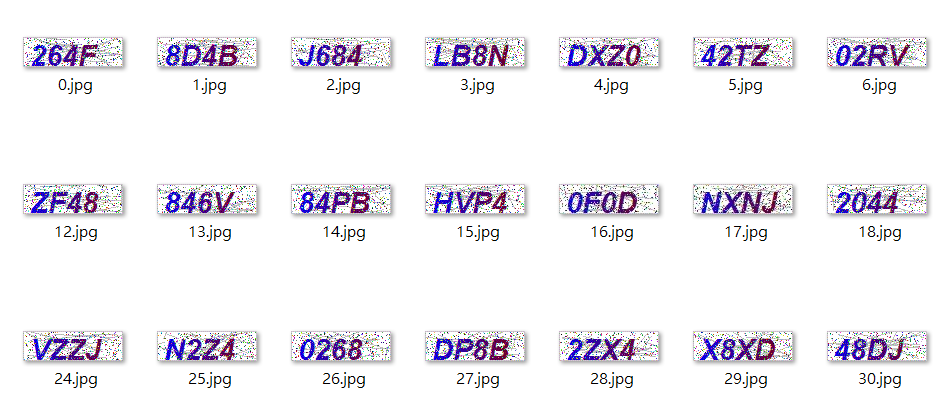 264F 8D4B J684 LB8N DXZ0 42TZ 02RV
0.jpg 1.jpg 2.jpg 3.jpg 4.jpg 5.jpg 6.jpg
ZF48 846V 84PB HVP4 0F0D NXNJ 2044
12.jpg 13.jpg 14.jpg 15.jpg 16.jpg 17.jpg 18.jpg
VZZJ N2Z4 0268 DP8B 2ZX4 X8XD 48DJ
24.jpg 25.jpg 26.jpg 27.jpg 28.jpg 29.jpg 30.jpg